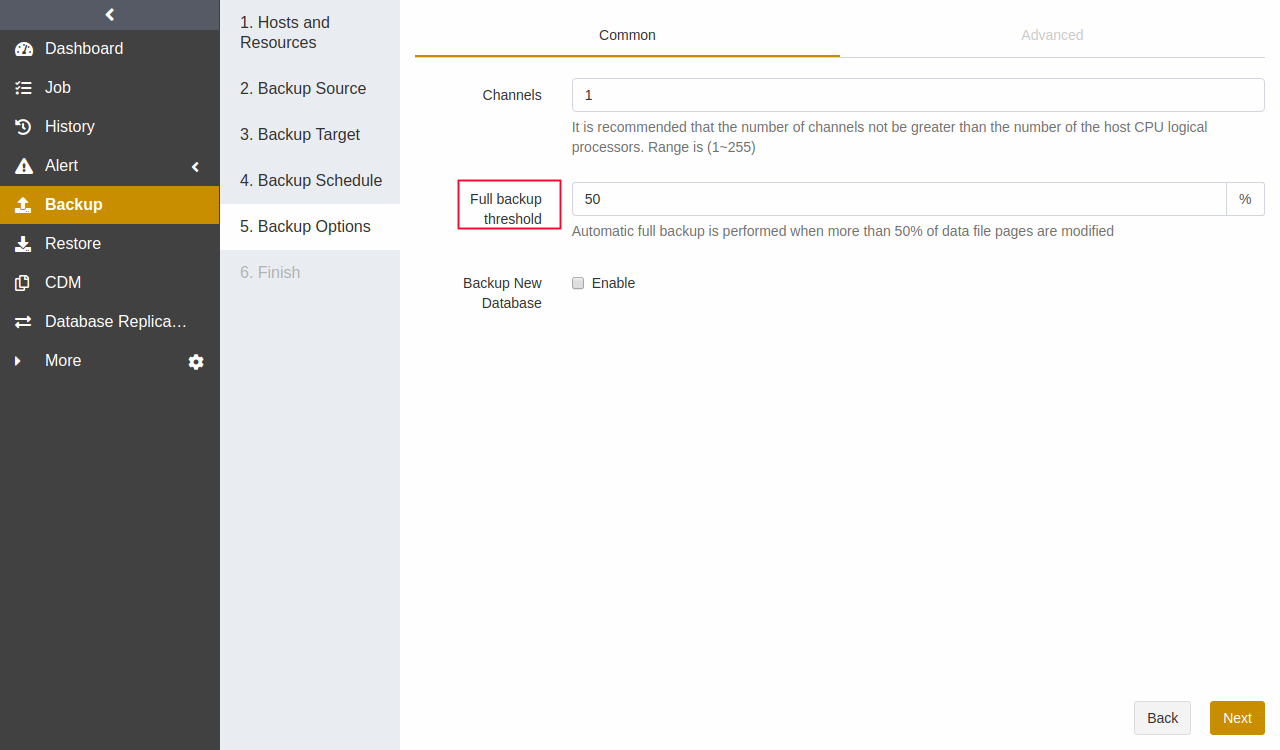 Dashboard
Job
History
Alert
Backup
Restore
CDM
Database Replica…
More
1. Hosts and
Resources
2. Backup Source
3. Backup Target
4. Backup Schedule
5. Backup Options
6. Finish
Common
Advanced
Channels
1
It is recommended that the number of channels not be greater than the number of the host CPU logical
processors. Range is (1~255)
Full backup
threshold
50
%
Automatic full backup is performed when more than 50% of data file pages are modified
Backup New
Database
Enable
Back
Next